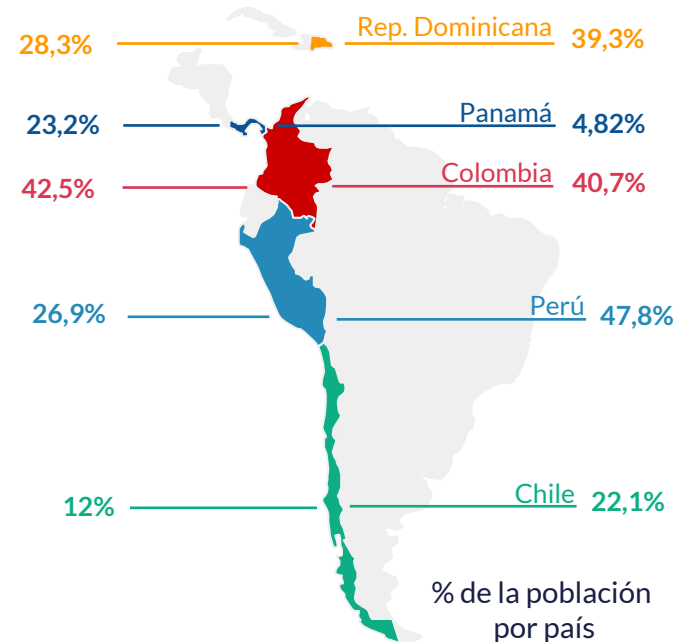 28,3% Rep. Dominicana 39,3%
23,2% Panamá 4,82%
42,5% Colombia 40,7%
26,9% Perú 47,8%
12% Chile 22,1%
% de la población
por país